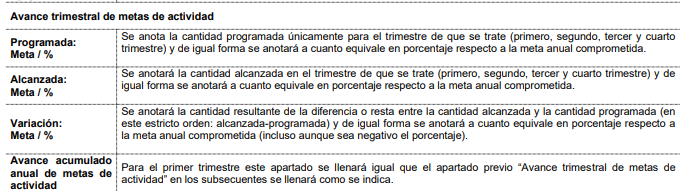 Avance trimestral de metas de actividad
Programada:
Meta / %
Se anota la cantidad programada únicamente para el trimestre de que se trate (primero, segundo, tercer y cuarto
trimestre) y de igual forma se anotará a cuanto equivale en porcentaje respecto a la meta anual comprometida.
Alcanzada:
Meta / %
Se anotará la cantidad alcanzada en el trimestre de que se trate (primero, segundo, tercer y cuarto trimestre) y de
igual forma se anotará a cuanto equivale en porcentaje respecto a la meta anual comprometida.
Variación:
Meta / %
Se anotará la cantidad resultante de la diferencia o resta entre la cantidad alcanzada y la cantidad programada (en
este estricto orden: alcanzada-programada) y de igual forma se anotará a cuanto equivale en porcentaje respecto a
la meta anual comprometida (incluso aunque sea negativo el porcentaje).
Avance acumulado
anual de metas de
actividad
Para el primer trimestre este apartado se llenará igual que el apartado previo “Avance trimestral de metas de
actividad” en los subsecuentes se llenará como se indica.